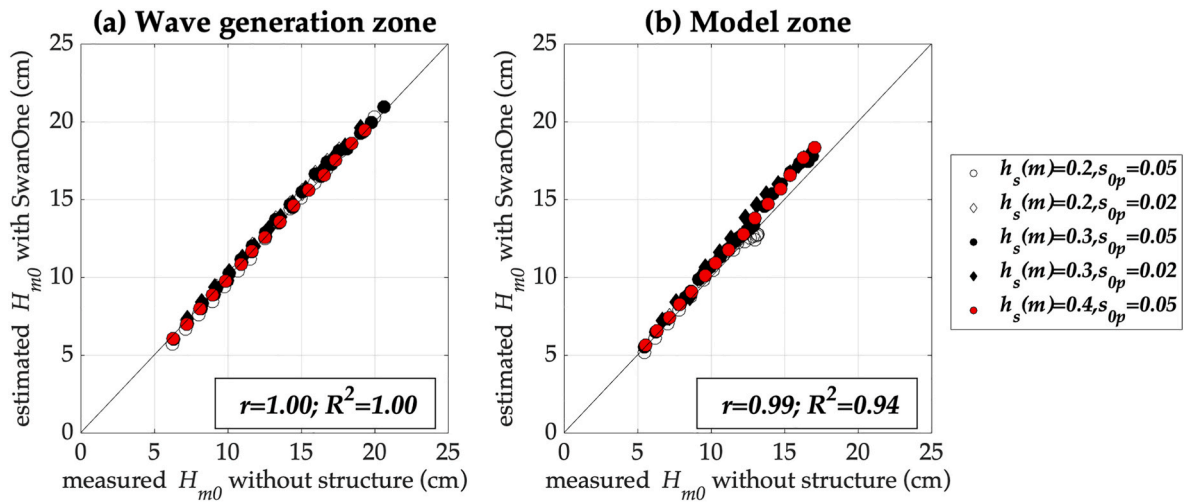 (a) Wave generation zone
estimated H_m0 with SwanOne (cm)
25
20
15
10
5
0
0 5 10 15 20 25
r=1.00; R²=1.00
measured H_m0 without structure (cm)
(b) Model zone
estimated H_m0 with SwanOne (cm)
25
20
15
10
5
0
0 5 10 15 20 25
r=0.99; R²=0.94
measured H_m0 without structure (cm)
h_s(m)=0.2,s_0p=0.05
h_s(m)=0.2,s_0p=0.02
h_s(m)=0.3,s_0p=0.05
h_s(m)=0.3,s_0p=0.02
h_s(m)=0.4,s_0p=0.05